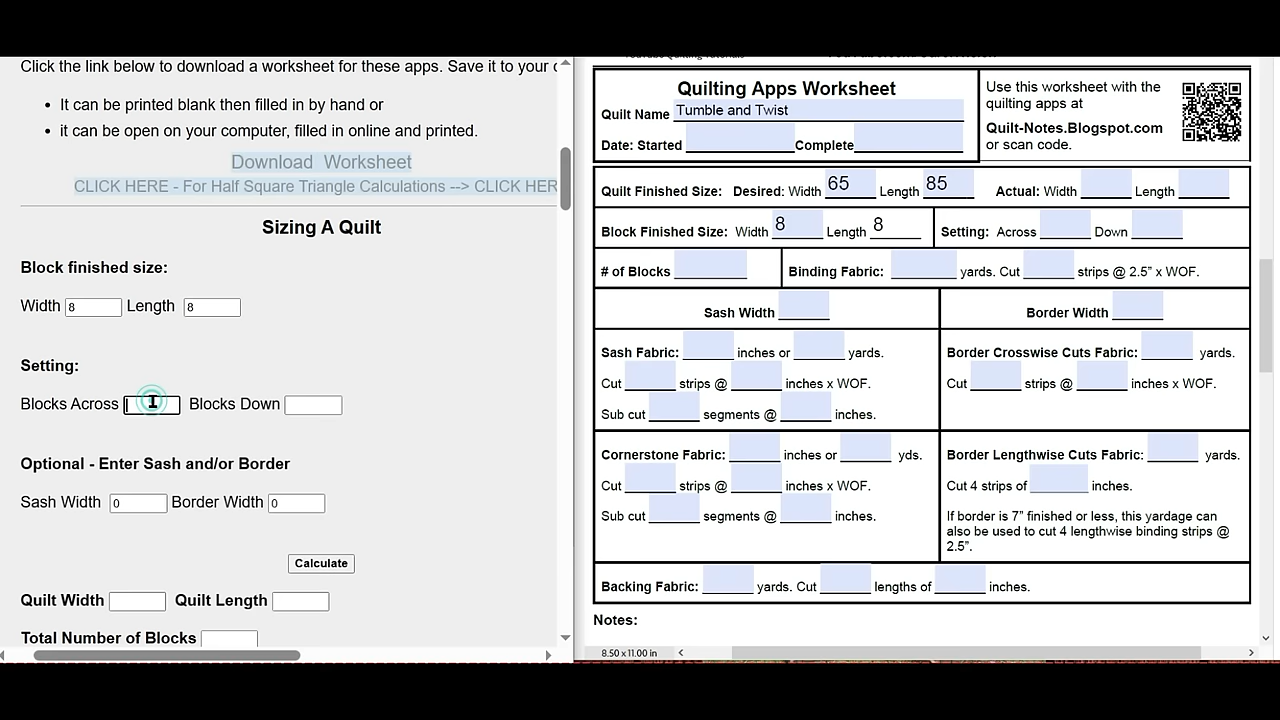 Click the link below to download a worksheet for these apps. Save it to your c
• It can be printed blank then filled in by hand or
• it can be open on your computer, filled in online and printed.
Download Worksheet
CLICK HERE - For Half Square Triangle Calculations --> CLICK HER
Sizing A Quilt
Block finished size:
Width 8 Length 8
Setting:
Blocks Across Blocks Down
Optional - Enter Sash and/or Border
Sash Width 0 Border Width 0
Calculate
Quilt Width Quilt Length
Total Number of Blocks
Quilting Apps Worksheet
Quilt Name Tumble and Twist
Date: Started Complete
Use this worksheet with the
quilting apps at
Quilt-Notes.Blogspot.com
or scan code.
Quilt Finished Size: Desired: Width 65 Length 85 Actual: Width Length
Block Finished Size: Width 8 Length 8 Setting: Across Down
# of Blocks Binding Fabric: yards. Cut strips @ 2.5” x WOF.
Sash Width
Border Width
Sash Fabric: inches or yards.
Cut strips @ inches x WOF.
Sub cut segments @ inches.
Border Crosswise Cuts Fabric: yards.
Cut strips @ inches x WOF.
Cornerstone Fabric: inches or yds.
Cut strips @ inches x WOF.
Sub cut segments @ inches.
Border Lengthwise Cuts Fabric: yards.
Cut 4 strips of inches.
If border is 7” finished or less, this yardage can
also be used to cut 4 lengthwise binding strips @
2.5”.
Backing Fabric: yards. Cut lengths of inches.
Notes:
8.50 x 11.00 in